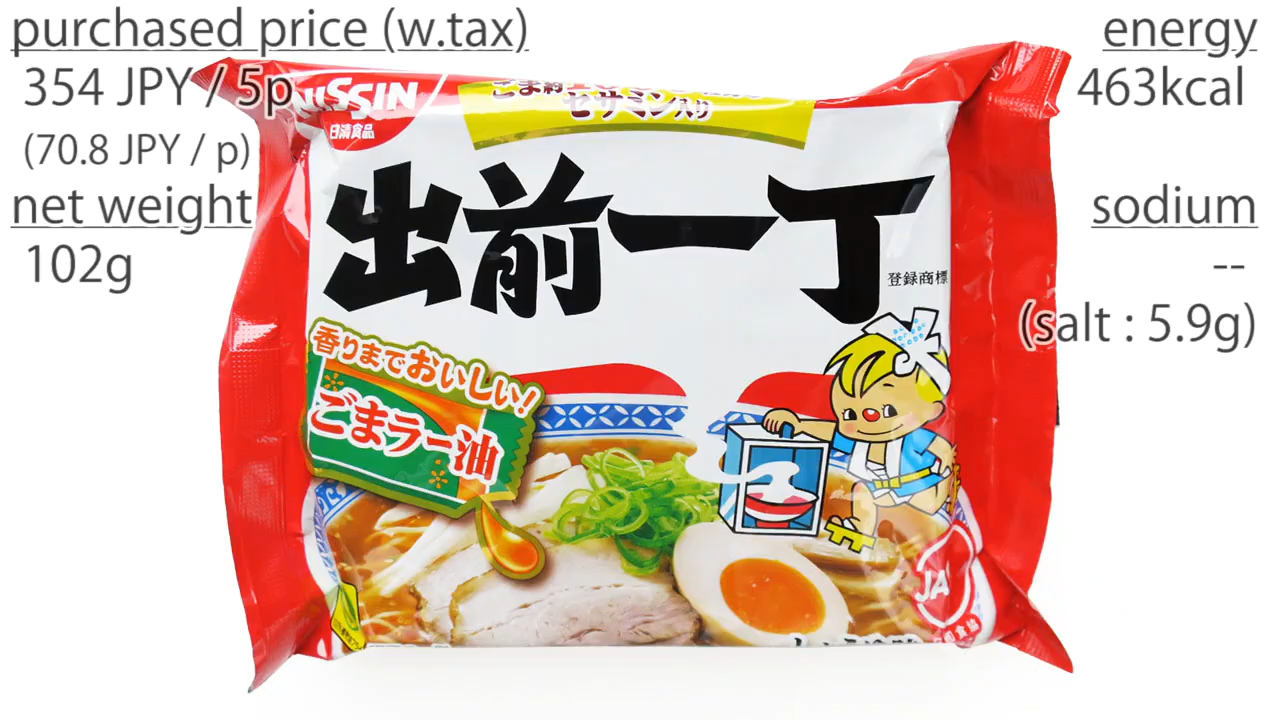 purchased price (w.tax)
354 JPY / 5p
(70.8 JPY / p)
net weight
102g
energy
463kcal
sodium
--
(salt : 5.9g)
NISSIN
日清食品
セサミン入り
出前一丁
登録商標
香りまでおいしい!
ごまラー油
JAS